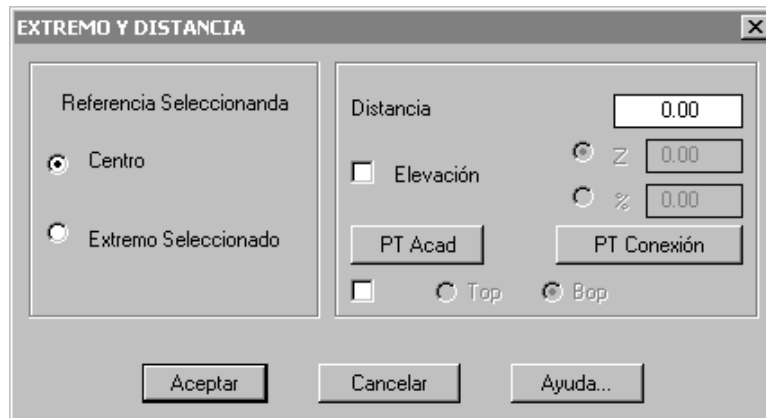 EXTREMO Y DISTANCIA
Referencia Seleccionanda
Centro
Extremo Seleccionado
Distancia 0.00
Elevación
Z 0.00
% 0.00
PT Acad PT Conexión
Top Bop
Aceptar Cancelar Ayuda...